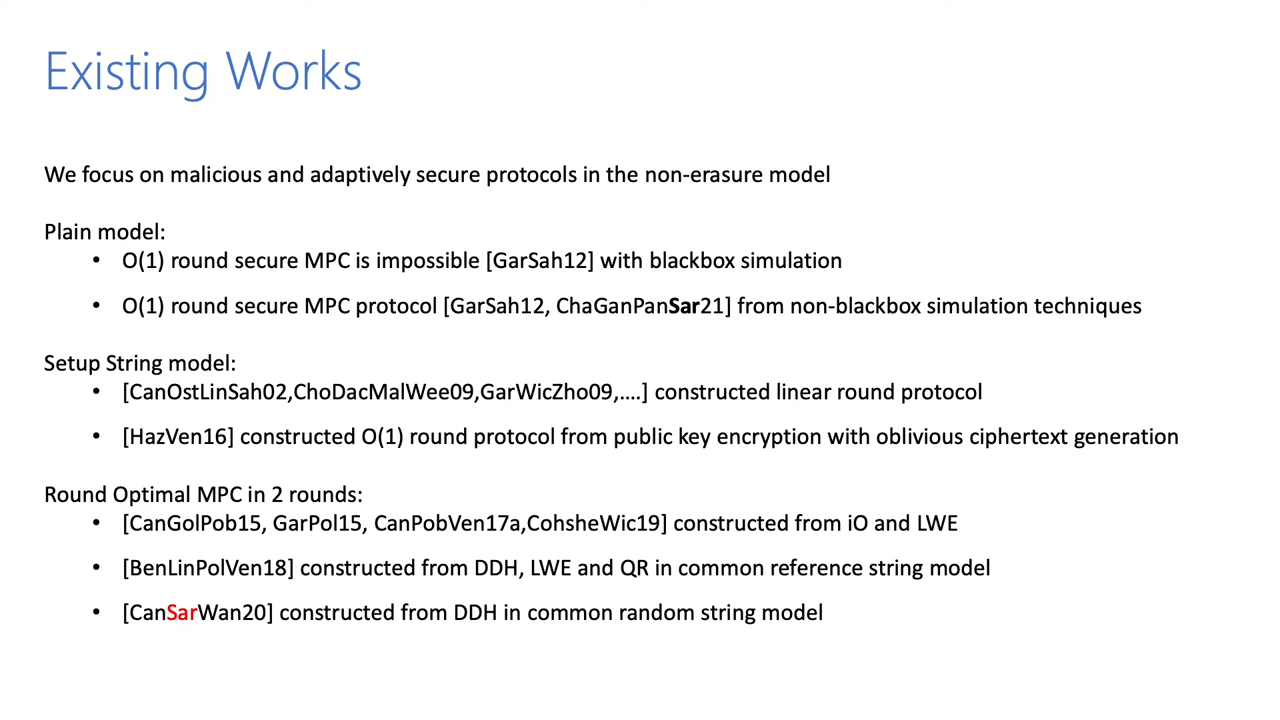 Existing Works
We focus on malicious and adaptively secure protocols in the non-erasure model
Plain model:
• O(1) round secure MPC is impossible [GarSah12] with blackbox simulation
• O(1) round secure MPC protocol [GarSah12, ChaGanPanSar21] from non-blackbox simulation techniques
Setup String model:
• [CanOstLinSah02,ChoDacMalWee09,GarWicZho09,....] constructed linear round protocol
• [HazVen16] constructed O(1) round protocol from public key encryption with oblivious ciphertext generation
Round Optimal MPC in 2 rounds:
• [CanGolPob15, GarPol15, CanPobVen17a,CohsheWic19] constructed from iO and LWE
• [BenLinPolVen18] constructed from DDH, LWE and QR in common reference string model
• [CanSarWan20] constructed from DDH in common random string model